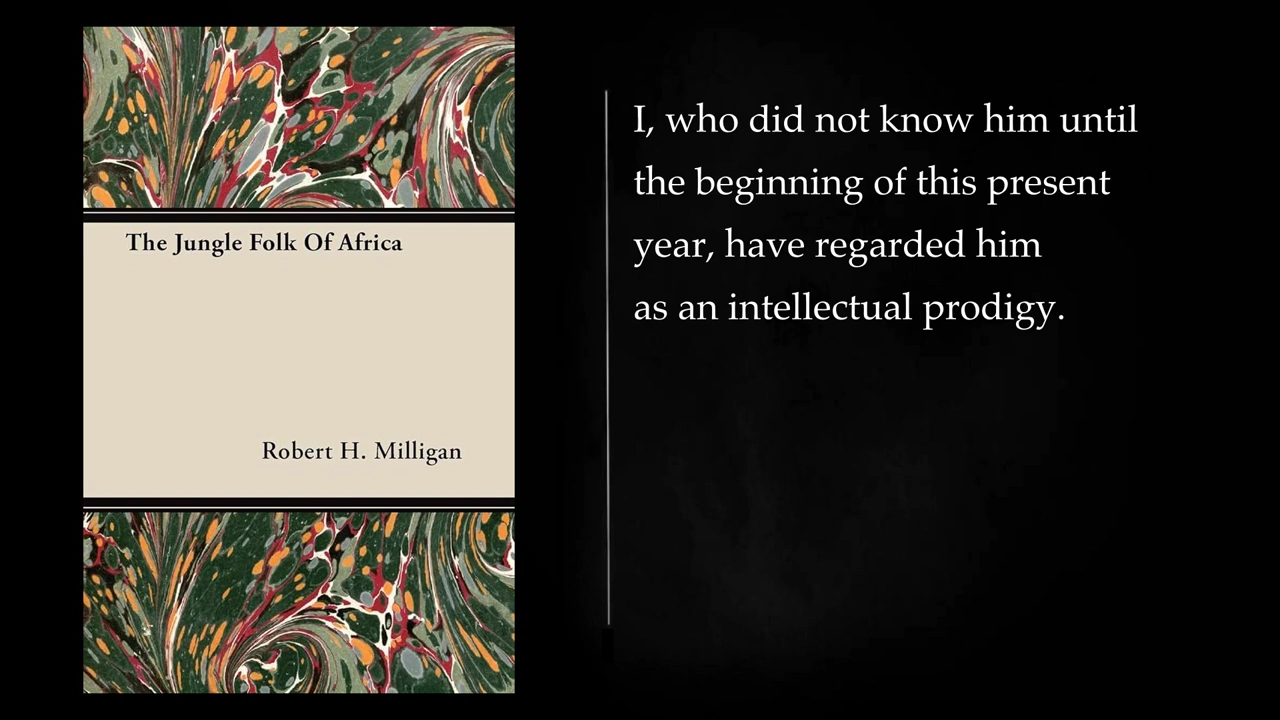 The Jungle Folk Of Africa
Robert H. Milligan
I, who did not know him until
the beginning of this present
year, have regarded him
as an intellectual prodigy.